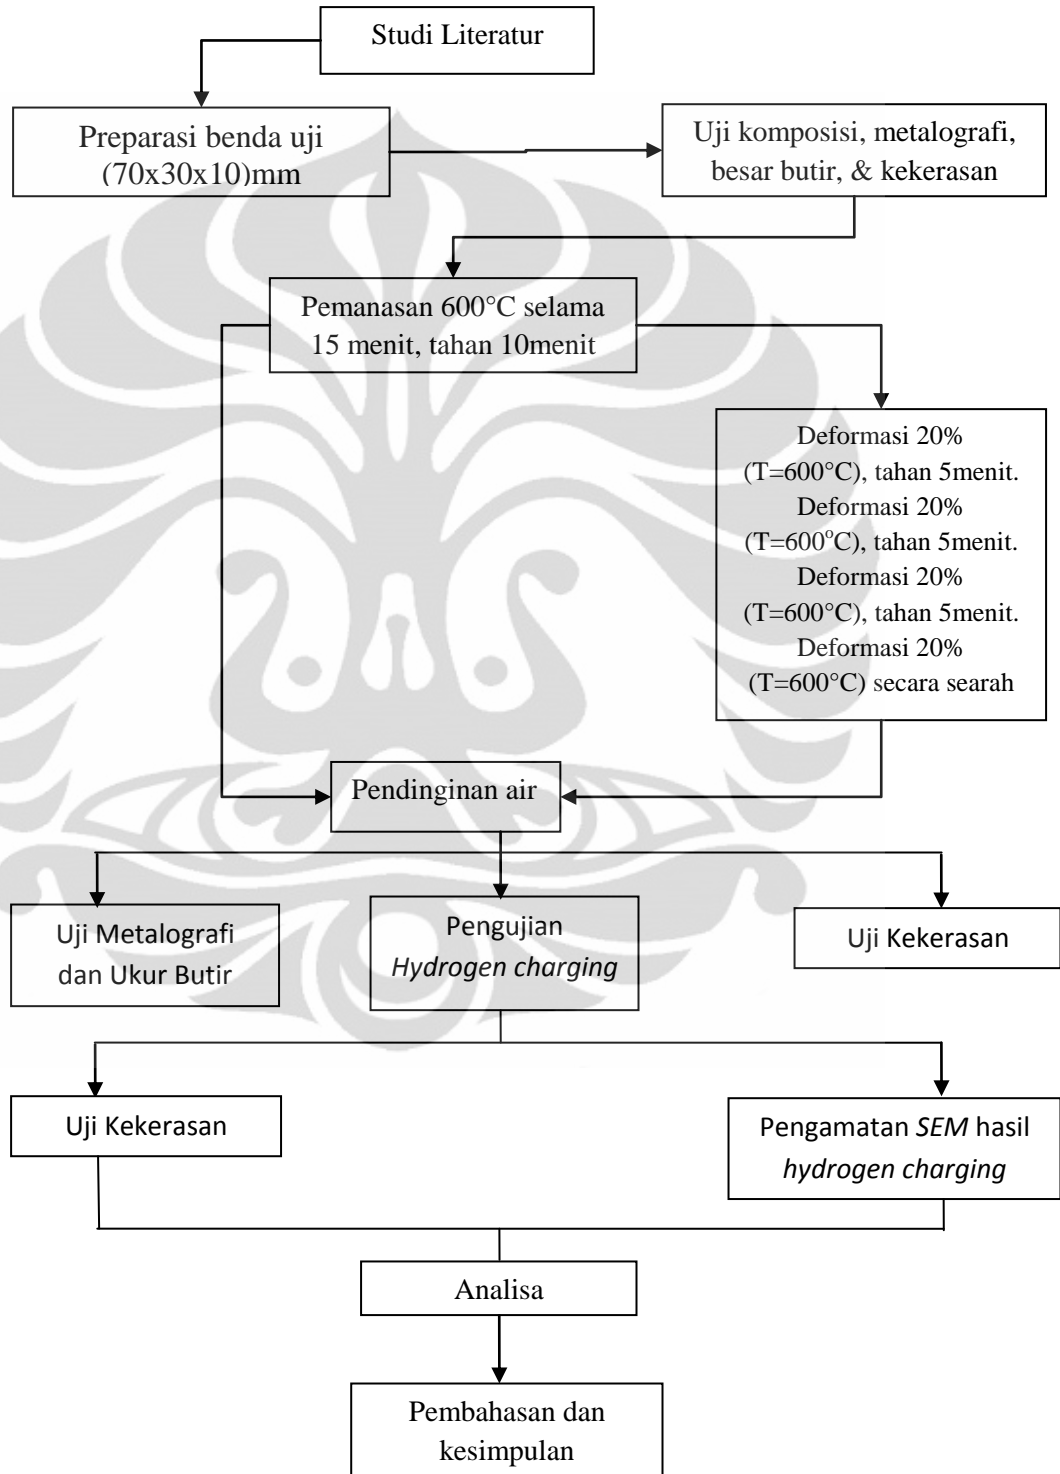 Studi Literatur
Preparasi benda uji
(70x30x10)mm
Uji komposisi, metalografi,
besar butir, & kekerasan
Pemanasan 600°C selama
15 menit, tahan 10menit
Deformasi 20%
(T=600°C), tahan 5menit.
Deformasi 20%
(T=600°C), tahan 5menit.
Deformasi 20%
(T=600°C), tahan 5menit.
Deformasi 20%
(T=600°C) secara searah
Pendinginan air
Uji Metalografi
dan Ukur Butir
Pengujian
Hydrogen charging
Uji Kekerasan
Uji Kekerasan
Pengamatan SEM hasil
hydrogen charging
Analisa
Pembahasan dan
kesimpulan